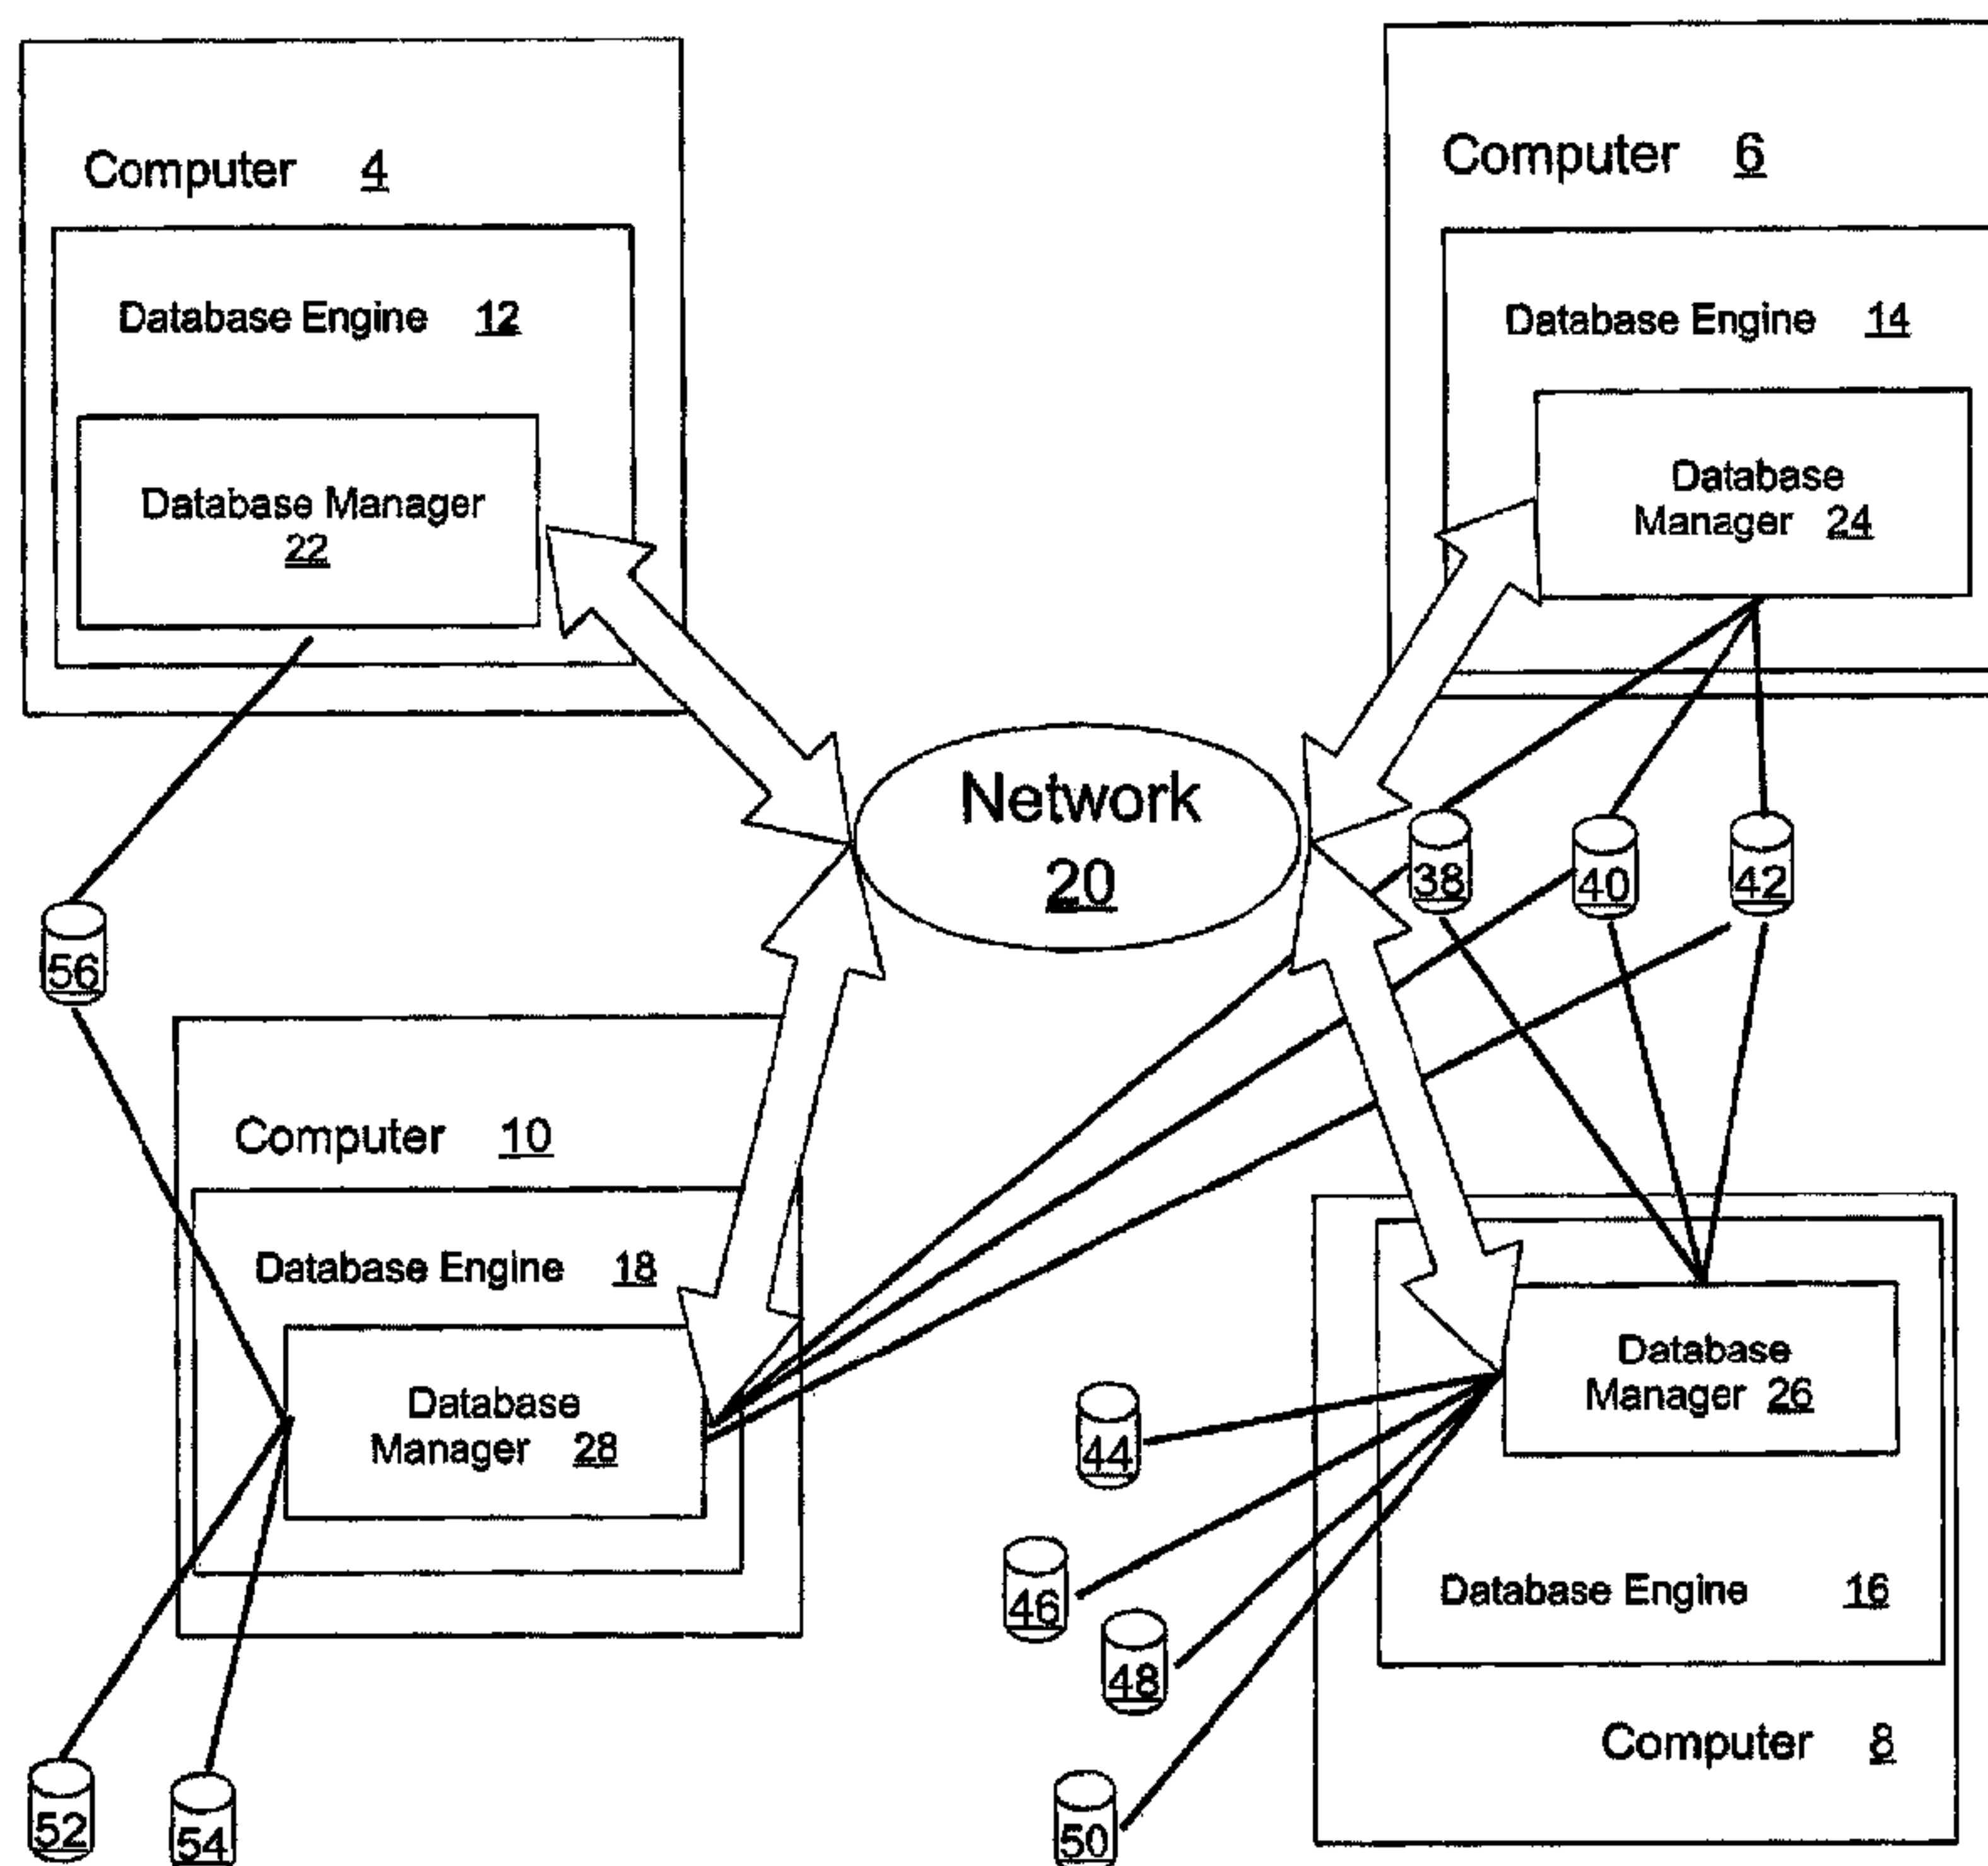 Computer 4
Database Engine 12
Database Manager
22
Computer 6
Database Engine 14
Database
Manager 24
Network
20
38
40
42
56
Computer 10
Database Engine 18
Database
Manager 28
Database
Manager 26
Database Engine 16
Computer 8
44
46
48
50
52
54